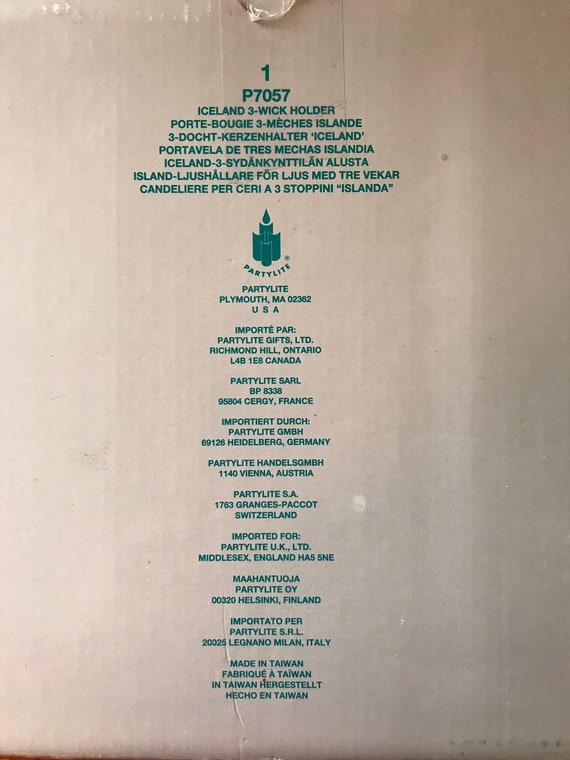 1
P7057
ICELAND 3-WICK HOLDER
PORTE-BOUGIE 3-MÈCHES ISLANDE
3-DOCHT-KERZENHALTER ‘ICELAND’
PORTAVELA DE TRES MECHAS ISLANDIA
ICELAND-3-SYDÄNKYNTTILÄN ALUSTA
ISLAND-LJUSHÅLLARE FÖR LJUS MED TRE VEKAR
CANDELIERE PER CERI A 3 STOPPINI “ISLANDA”
PARTYLITE®
PARTYLITE
PLYMOUTH, MA 02362
U S A
IMPORTÉ PAR:
PARTYLITE GIFTS, LTD.
RICHMOND HILL, ONTARIO
L4B 1E8 CANADA
PARTYLITE SARL
BP 8338
95804 CERGY, FRANCE
IMPORTIERT DURCH:
PARTYLITE GMBH
69126 HEIDELBERG, GERMANY
PARTYLITE HANDELSGMBH
1140 VIENNA, AUSTRIA
PARTYLITE S.A.
1763 GRANGES-PACCOT
SWITZERLAND
IMPORTED FOR:
PARTYLITE U.K., LTD.
MIDDLESEX, ENGLAND HA5 5NE
MAAHANTUOJA
PARTYLITE OY
00320 HELSINKI, FINLAND
IMPORTATO PER
PARTYLITE S.R.L.
20025 LEGNANO MILAN, ITALY
MADE IN TAIWAN
FABRIQUÉ À TAÏWAN
IN TAIWAN HERGESTELLT
HECHO EN TAIWAN